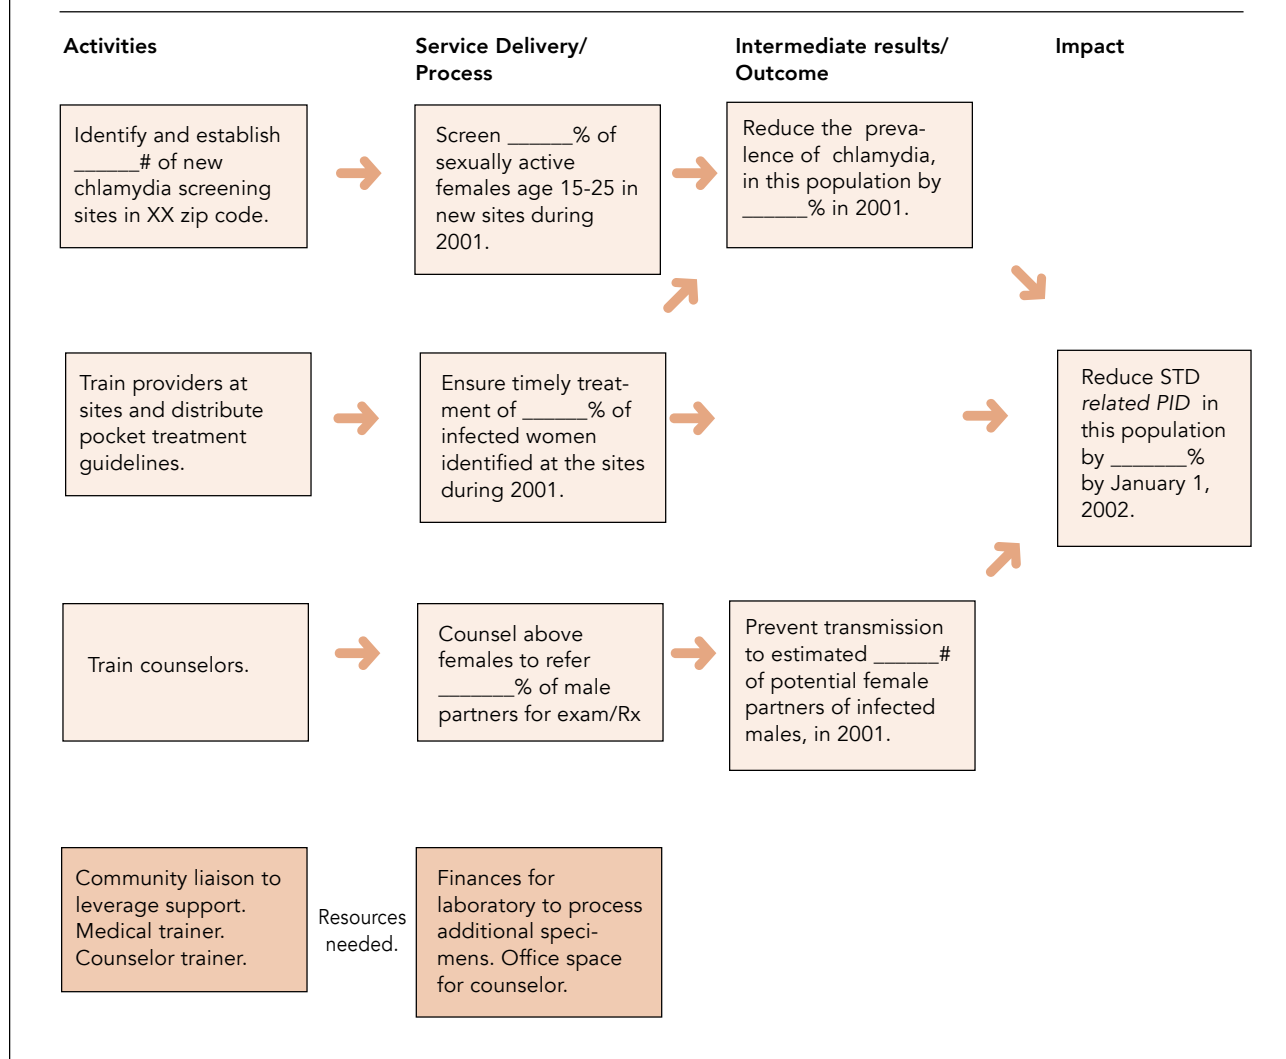 Activities
Service Delivery/
Process
Intermediate results/
Outcome
Impact
Identify and establish
______# of new
chlamydia screening
sites in XX zip code.
Screen ______% of
sexually active
females age 15-25 in
new sites during
2001.
Reduce the preva-
lence of chlamydia,
in this population by
______% in 2001.
Train providers at
sites and distribute
pocket treatment
guidelines.
Ensure timely treat-
ment of ______% of
infected women
identified at the sites
during 2001.
Reduce STD
related PID in
this population
by _______%
by January 1,
2002.
Train counselors.
Counsel above
females to refer
_______% of male
partners for exam/Rx
Prevent transmission
to estimated ______#
of potential female
partners of infected
males, in 2001.
Community liaison to
leverage support.
Medical trainer.
Counselor trainer.
Resources
needed.
Finances for
laboratory to process
additional speci-
mens. Office space
for counselor.